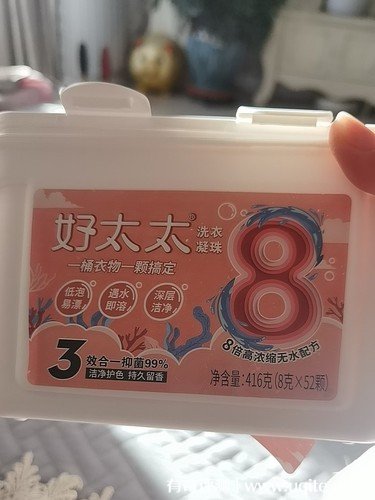 好太太®
洗衣
凝珠
8
一桶衣物一颗搞定
低泡
易漂
遇水
即溶
深层
洁净
8倍高浓缩无水配方
3效合一抑菌99%
洁净护色 持久留香
净含量:416克(8克×52颗)